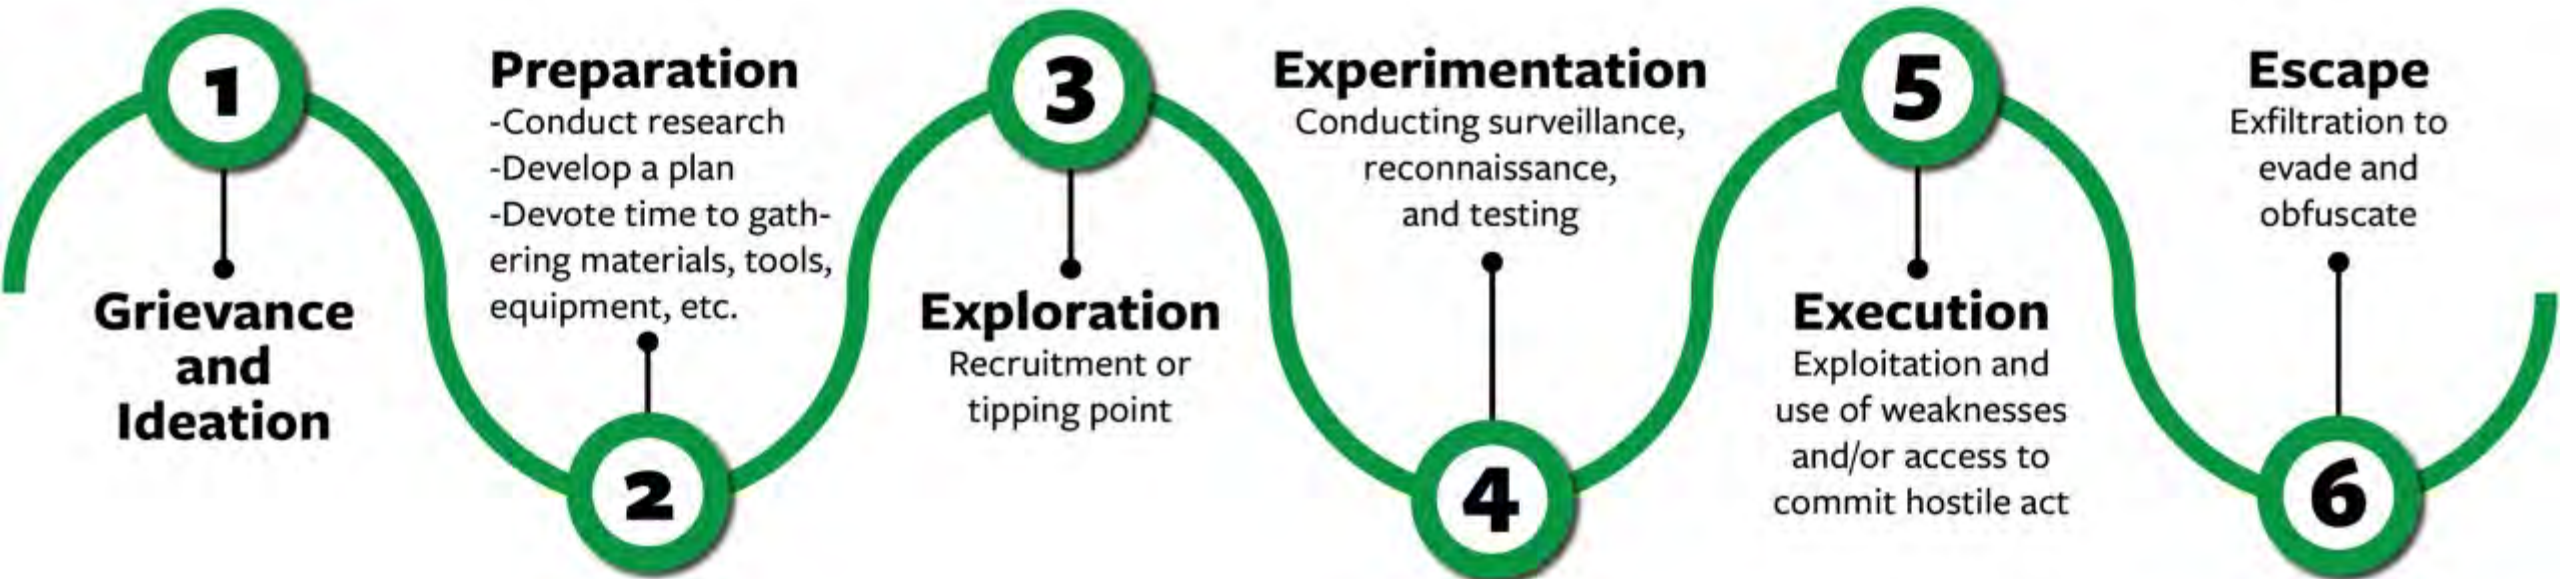 1
Grievance
and
Ideation
Preparation
-Conduct research
-Develop a plan
-Devote time to gath-
ering materials, tools,
equipment, etc.
2
3
Exploration
Recruitment or
tipping point
Experimentation
Conducting surveillance,
reconnaissance,
and testing
4
5
Execution
Exploitation and
use of weaknesses
and/or access to
commit hostile act
Escape
Exfiltration to
evade and
obfuscate
6